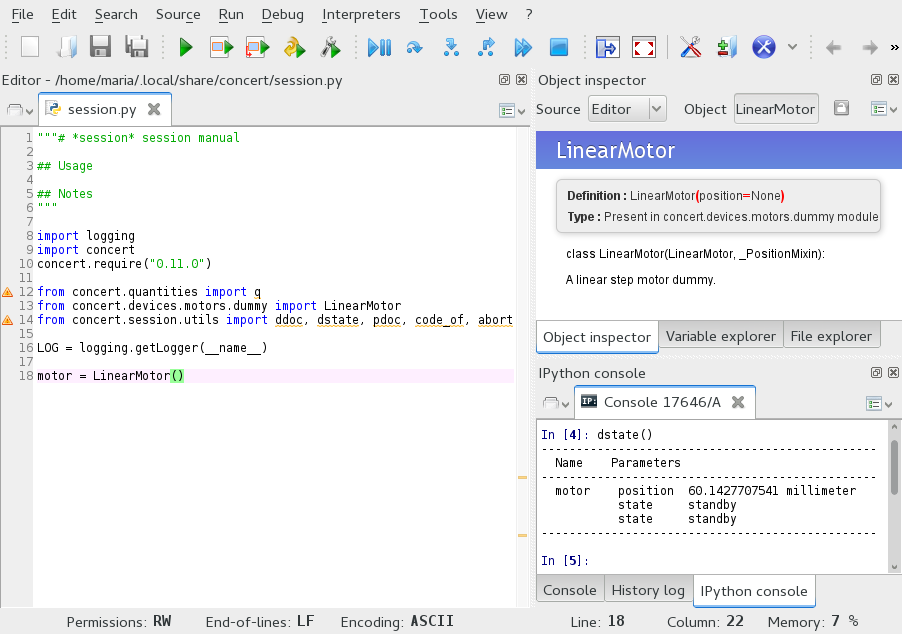 File Edit Search Source Run Debug Interpreters Tools View ?
Editor - /home/maria/.local/share/concert/session.py
session.py
1 """# *session* session manual
2
3 ## Usage
4
5 ## Notes
6 """
7
8 import logging
9 import concert
10 concert.require("0.11.0")
11
12 from concert.quantities import q
13 from concert.devices.motors.dummy import LinearMotor
14 from concert.session.utils import ddoc, dstate, pdoc, code_of, abort
15
16 LOG = logging.getLogger(__name__)
17
18 motor = LinearMotor()
Object inspector
Source Editor Object LinearMotor
LinearMotor
Definition : LinearMotor(position=None)
Type : Present in concert.devices.motors.dummy module
class LinearMotor(LinearMotor, _PositionMixin):
A linear step motor dummy.
Object inspector Variable explorer File explorer
IPython console
IP: Console 17646/A
In [4]: dstate()
------------------------------------------------
Name Parameters
------------------------------------------------
motor position 60.1427707541 millimeter
state standby
state standby
------------------------------------------------
In [5]:
Console History log IPython console
Permissions: RW End-of-lines: LF Encoding: ASCII Line: 18 Column: 22 Memory: 7 %